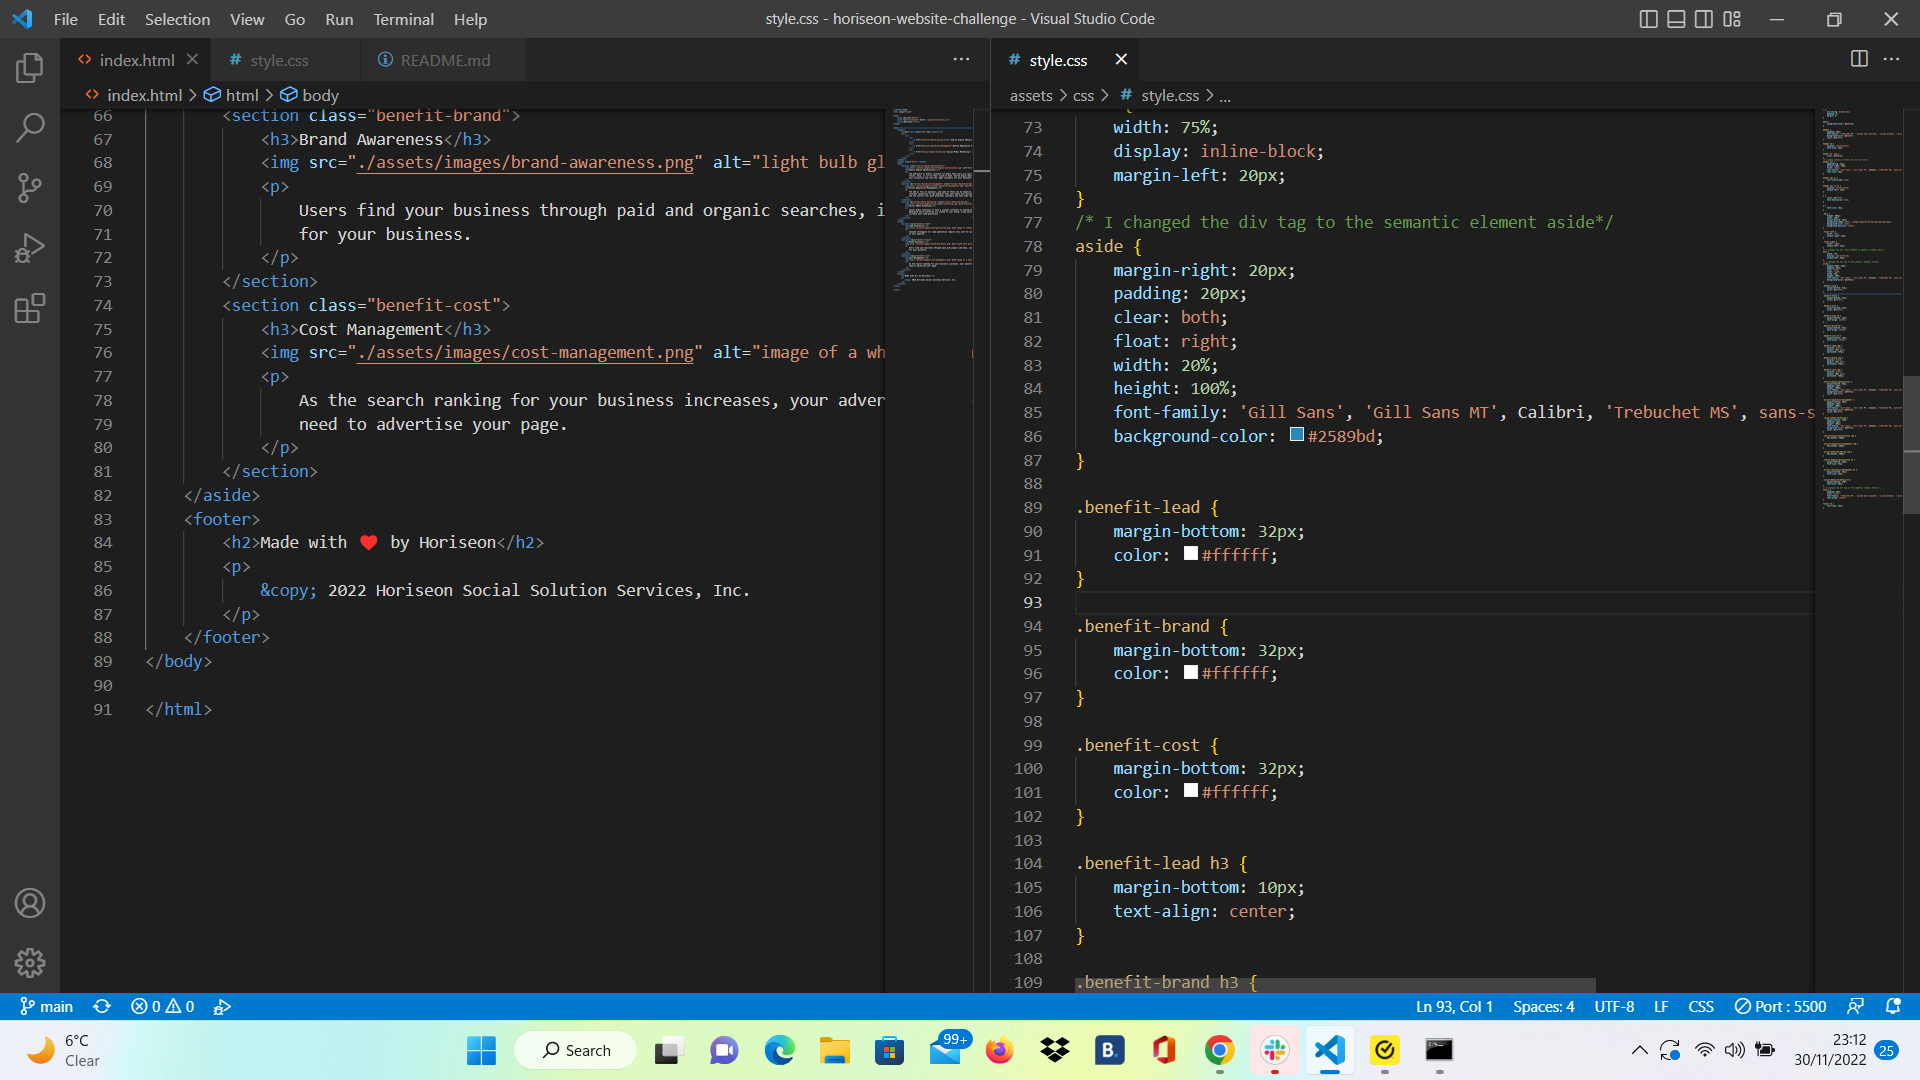 File Edit Selection View Go Run Terminal Help
style.css - horiseon-website-challenge - Visual Studio Code
index.html
style.css
README.md
index.html > html > body
66 <section class="benefit-brand">
67 <h3>Brand Awareness</h3>
68 <img src="./assets/images/brand-awareness.png" alt="light bulb gl
69 <p>
70 Users find your business through paid and organic searches, i
71 for your business.
72 </p>
73 </section>
74 <section class="benefit-cost">
75 <h3>Cost Management</h3>
76 <img src="./assets/images/cost-management.png" alt="image of a wh
77 <p>
78 As the search ranking for your business increases, your adver
79 need to advertise your page.
80 </p>
81 </section>
82 </aside>
83 <footer>
84 <h2>Made with ❤️ by Horiseon</h2>
85 <p>
86 &copy; 2022 Horiseon Social Solution Services, Inc.
87 </p>
88 </footer>
89 </body>
90
91 </html>
style.css
assets > css > # style.css > ...
73 width: 75%;
74 display: inline-block;
75 margin-left: 20px;
76 }
77 /* I changed the div tag to the semantic element aside*/
78 aside {
79 margin-right: 20px;
80 padding: 20px;
81 clear: both;
82 float: right;
83 width: 20%;
84 height: 100%;
85 font-family: 'Gill Sans', 'Gill Sans MT', Calibri, 'Trebuchet MS', sans-s
86 background-color: #2589bd;
87 }
88
89 .benefit-lead {
90 margin-bottom: 32px;
91 color: #ffffff;
92 }
93
94 .benefit-brand {
95 margin-bottom: 32px;
96 color: #ffffff;
97 }
98
99 .benefit-cost {
100 margin-bottom: 32px;
101 color: #ffffff;
102 }
103
104 .benefit-lead h3 {
105 margin-bottom: 10px;
106 text-align: center;
107 }
108
109 .benefit-brand h3 {
main 0 0
Ln 93, Col 1 Spaces: 4 UTF-8 LF CSS Port : 5500
6°C
Clear
Search
99+
B.
23:12
30/11/2022
25